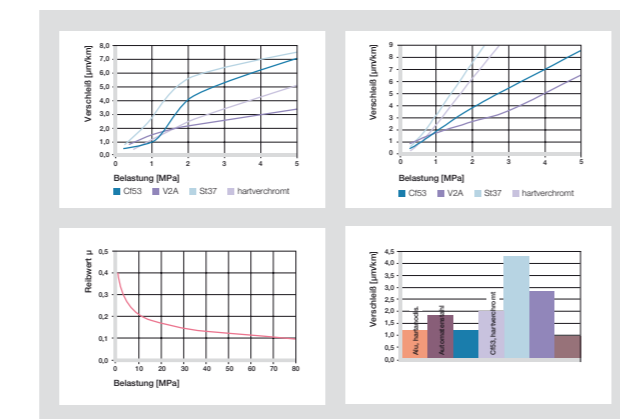 Verschleiß [µm/km]
8,0
7,0
6,0
5,0
4,0
3,0
2,0
1,0
0,0
0 1 2 3 4 5
Belastung [MPa]
Cf53 V2A St37 hartverchromt
Verschleiß [µm/km]
9
8
7
6
5
4
3
2
1
0
0 1 2 3 4 5
Belastung [MPa]
Cf53 V2A St37 hartverchromt
Reibwert µ
0,5
0,4
0,3
0,2
0,1
0,0
0 10 20 30 40 50 60 70 80
Belastung [MPa]
Verschleiß [µm/km]
4,5
4,0
3,5
3,0
2,5
2,0
1,5
1,0
0,5
0,0
Alu, hartanodis.
Automatenstahl
Cf53, hartverchromt